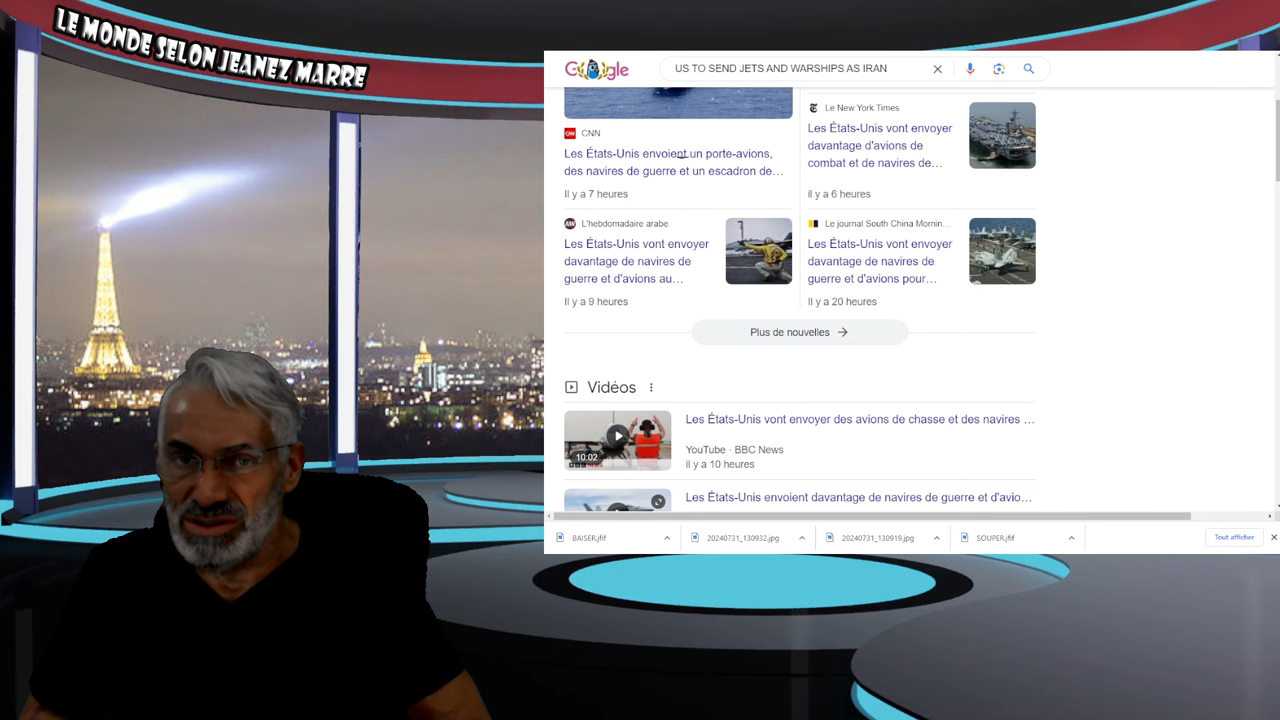 LE MONDE SELON JEANEZ MARRE
Google
US TO SEND JETS AND WARSHIPS AS IRAN
CNN
Les États-Unis envoient un porte-avions,
des navires de guerre et un escadron de…
Il y a 7 heures
Le New York Times
Les États-Unis vont envoyer
davantage d'avions de
combat et de navires de…
il y a 6 heures
L'hebdomadaire arabe
Les États-Unis vont envoyer
davantage de navires de
guerre et d'avions au…
Il y a 9 heures
Le journal South China Mornin...
Les États-Unis vont envoyer
davantage de navires de
guerre et d'avions pour…
Il y a 20 heures
Plus de nouvelles
Vidéos
10:02
Les États-Unis vont envoyer des avions de chasse et des navires …
YouTube · BBC News
il y a 10 heures
Les États-Unis envoient davantage de navires de guerre et d'avio…
BAISER.jfif
20240731_130932.jpg
20240731_130919.jpg
SOUPER.jfif
Tout afficher